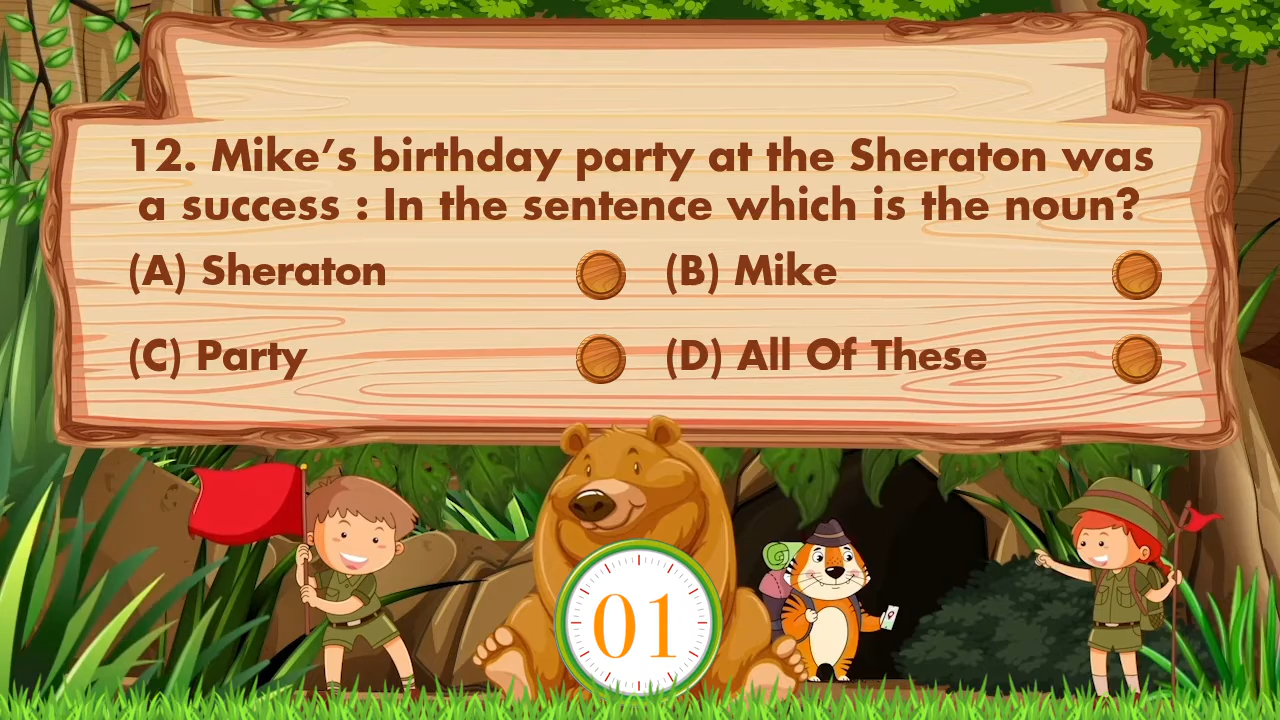 12. Mike’s birthday party at the Sheraton was
a success : In the sentence which is the noun?
(A) Sheraton (B) Mike
(C) Party (D) All Of These
01